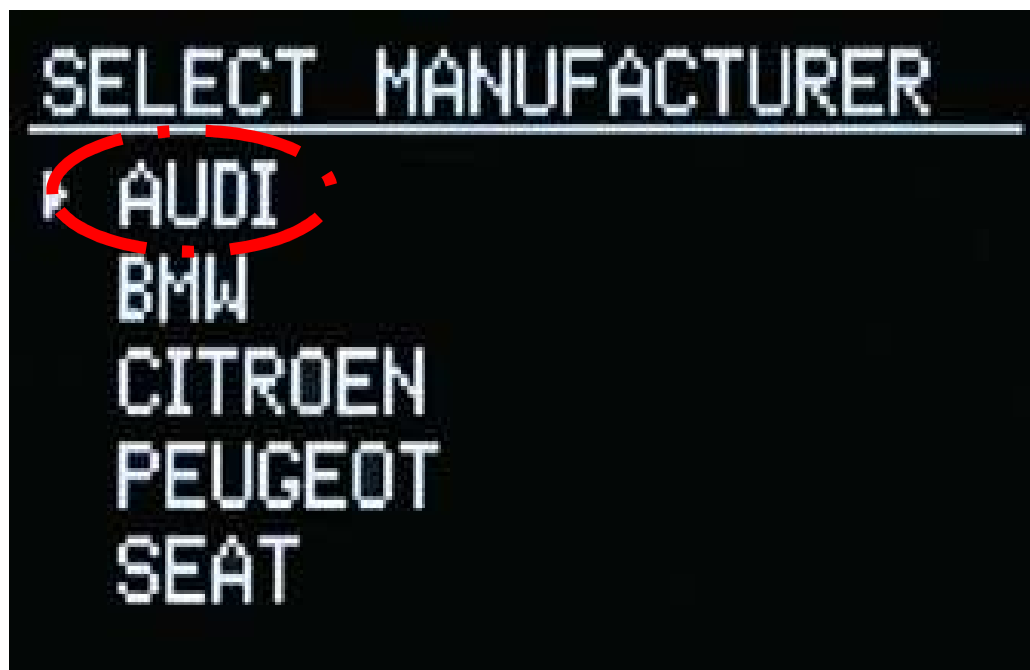 SELECT MANUFACTURER
AUDI
BMW
CITROEN
PEUGEOT
SEAT